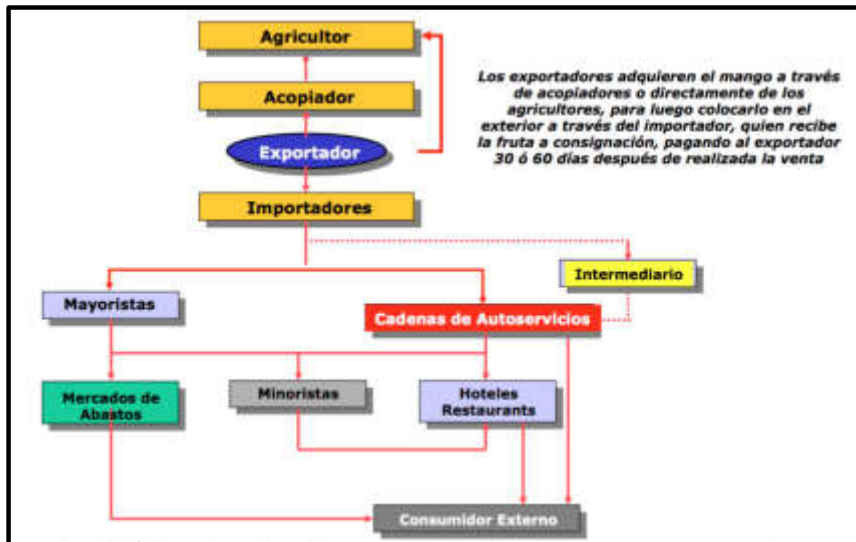 Agricultor
Los exportadores adquieren el mango a través
de acopiadores o directamente de los
agricultores, para luego colocarlo en el
exterior a través del importador, quien recibe
la fruta a consignación, pagando al exportador
30 ó 60 días después de realizada la venta
Acopiador
Exportador
Importadores
Intermediario
Mayoristas
Cadenas de Autoservicios
Mercados de
Abastos
Minoristas
Hoteles
Restaurants
Consumidor Externo